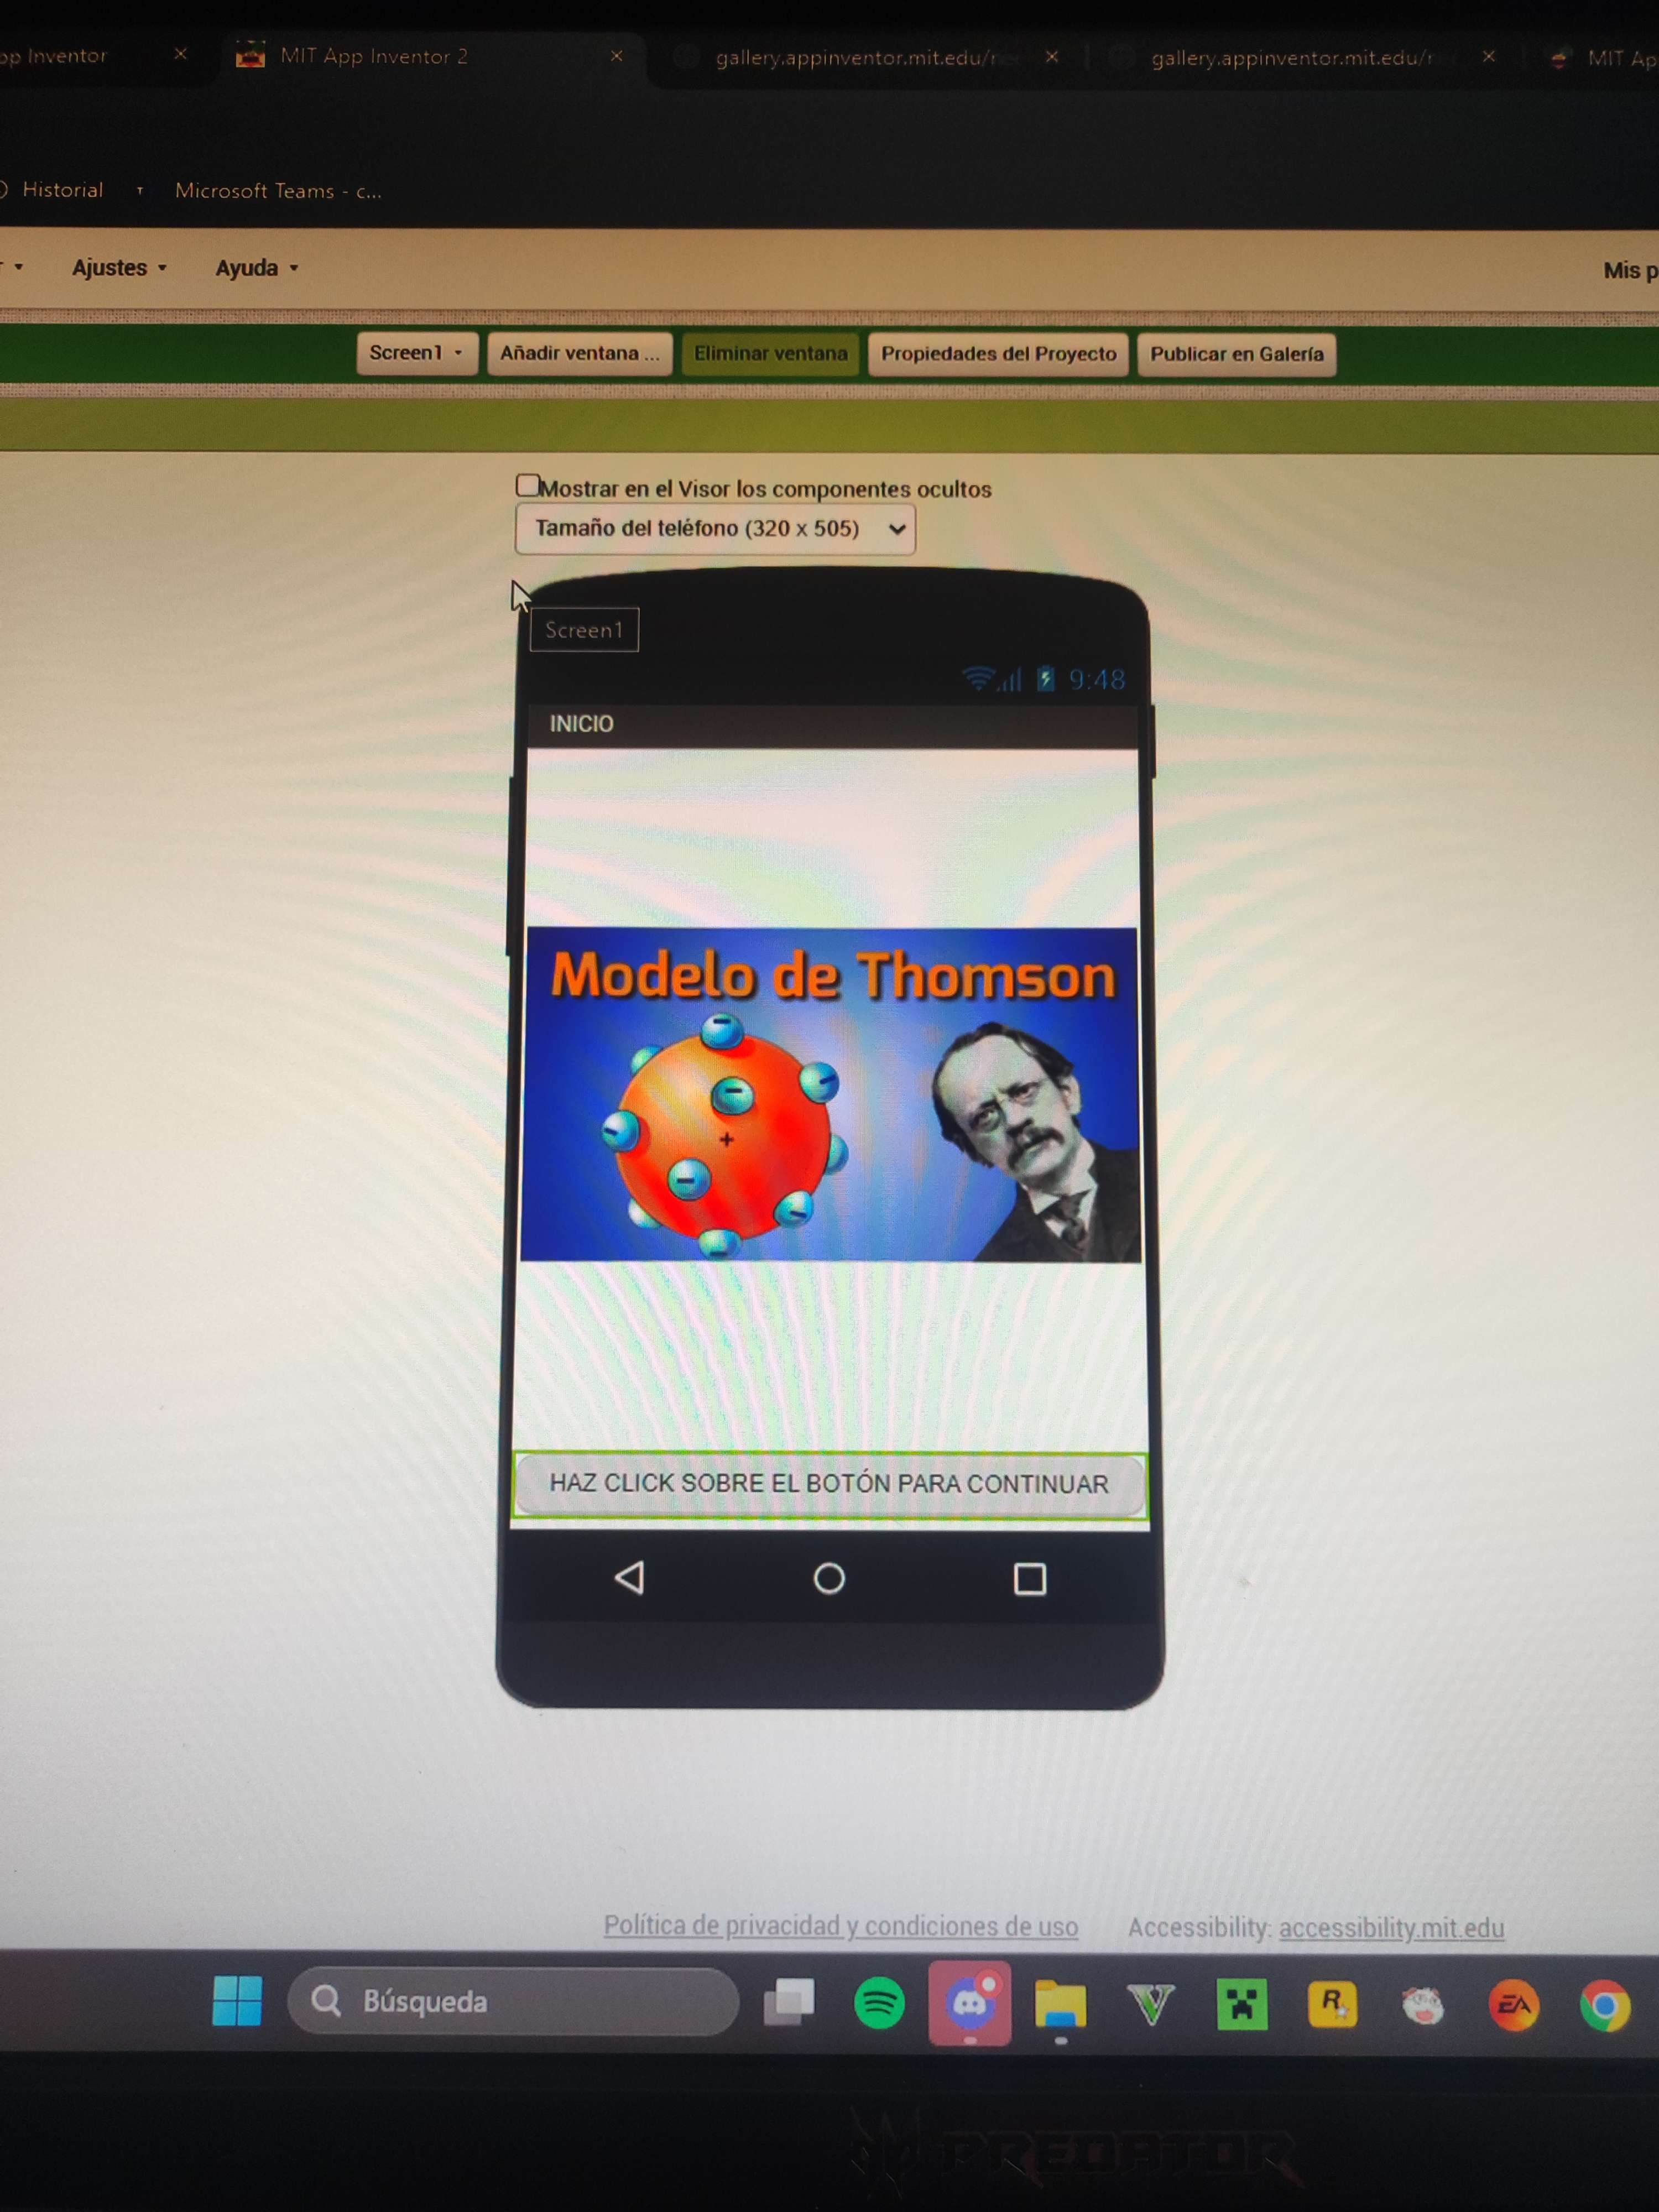 pp Inventor
MIT App Inventor 2
gallery.appinventor.mit.edu/
gallery.appinventor.mit.edu/
MIT Ap
Historial
Microsoft Teams - c...
Ajustes
Ayuda
Mis p
Screen1
Añadir ventana ...
Eliminar ventana
Propiedades del Proyecto
Publicar en Galería
Mostrar en el Visor los componentes ocultos
Tamaño del teléfono (320 x 505)
Screen1
9:48
INICIO
Modelo de Thomson
HAZ CLICK SOBRE EL BOTÓN PARA CONTINUAR
Política de privacidad y condiciones de uso
Accessibility: accessibility.mit.edu
Búsqueda
PREDATOR